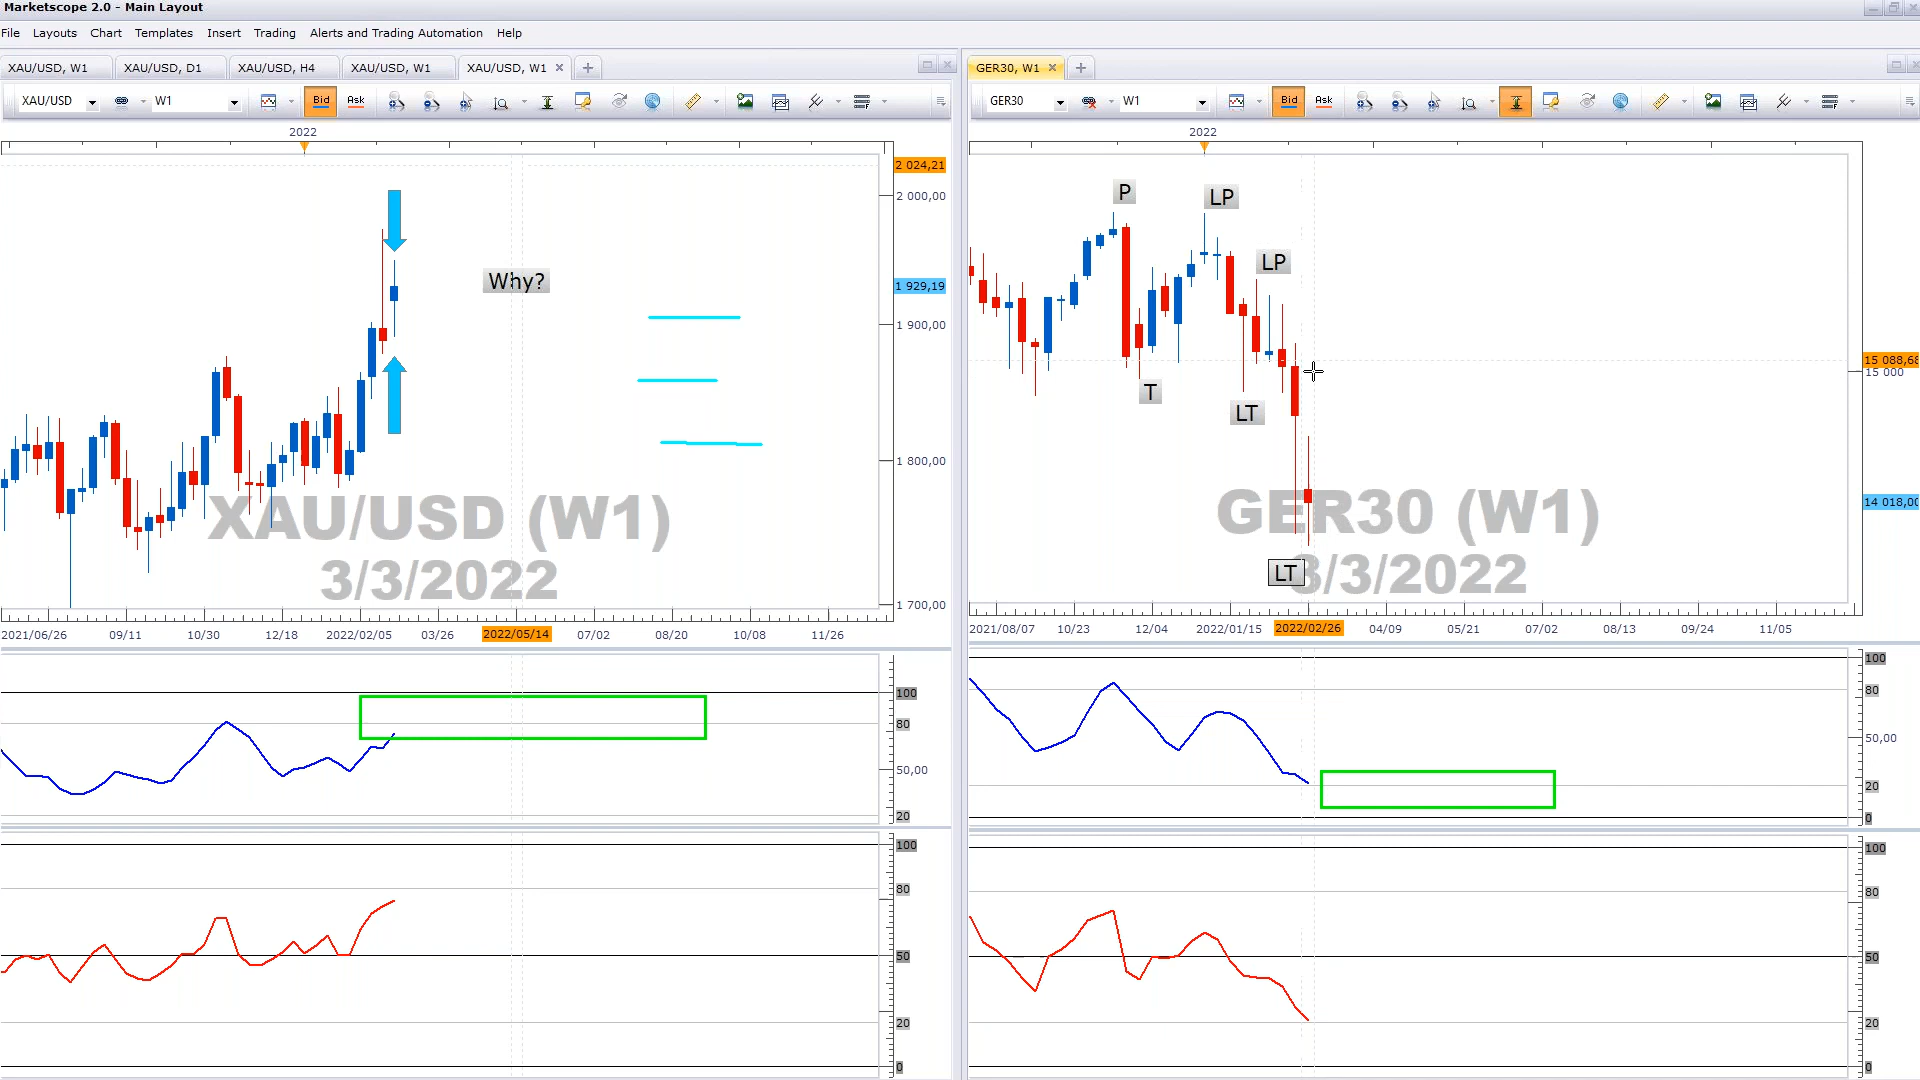 Marketscope 2.0 - Main Layout
File Layouts Chart Templates Insert Trading Alerts and Trading Automation Help
XAU/USD, W1 XAU/USD, D1 XAU/USD, H4 XAU/USD, W1 XAU/USD, W1
XAU/USD W1 Bid Ask
2022
2 024,21
2 000,00
1 929,19
1 900,00
1 800,00
1 700,00
Why?
XAU/USD (W1)
3/3/2022
2021/06/26 09/11 10/30 12/18 2022/02/05 03/26 2022/05/14 07/02 08/20 10/08 11/26
100
80
50,00
20
100
80
50
20
0
GER30, W1
GER30 W1 Bid Ask
2022
P
LP
LP
T
LT
LT
15 088,68
15 000
14 018,00
GER30 (W1)
3/3/2022
2021/08/07 10/23 12/04 2022/01/15 2022/02/26 04/09 05/21 07/02 08/13 09/24 11/05
100
80
50,00
20
0
100
80
50
20
0